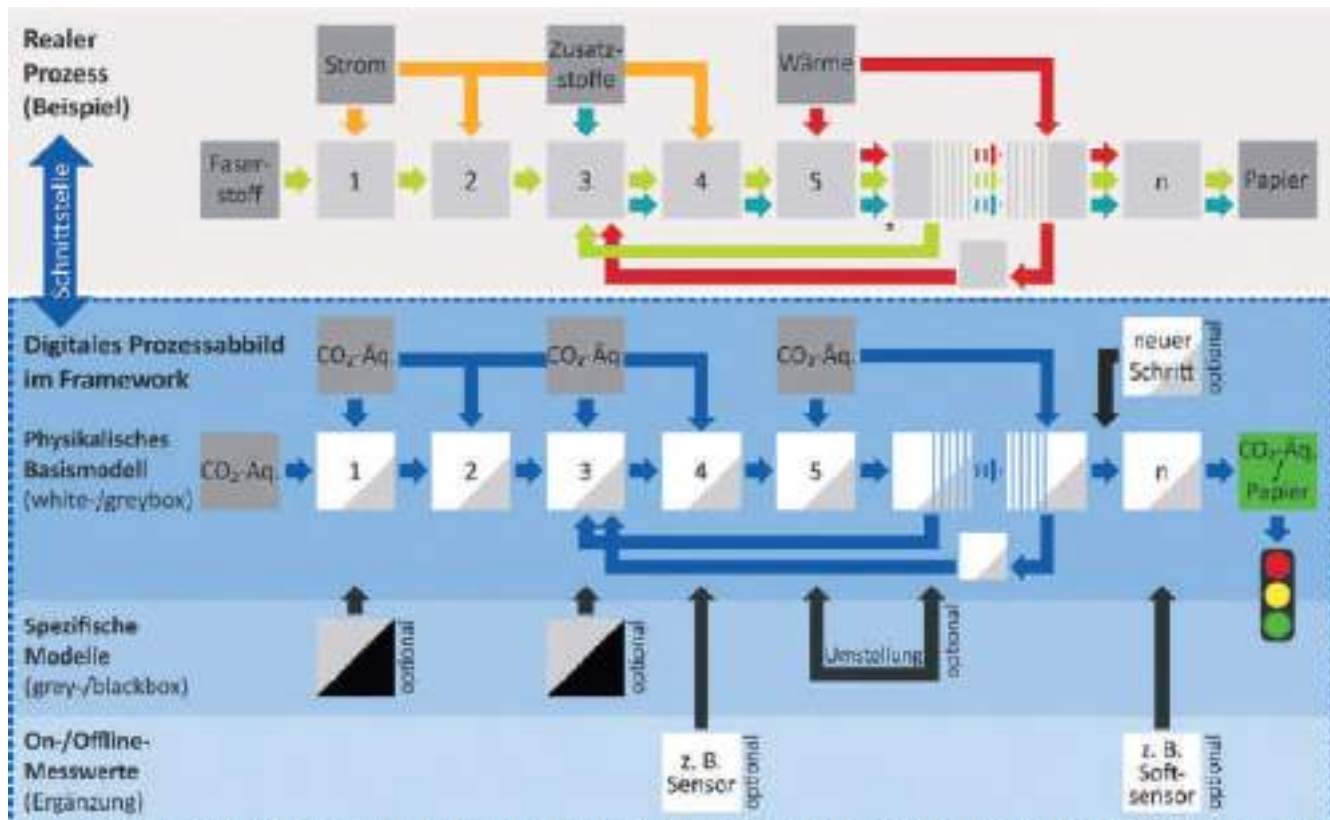 Realer
Prozess
(Beispiel)
Strom
Zusatz-
stoffe
Wärme
Faser-
stoff
1
2
3
4
5
n
Papier
*
Schnittstelle
Digitales Prozessabbild
im Framework
CO₂-Äq.
CO₂-Äq.
CO₂-Äq.
neuer
Schritt
optional
Physikalisches
Basismodell
(white-/greybox)
CO₂-Äq.
1
2
3
4
5
n
CO₂-Äq.
/
Papier
Spezifische
Modelle
(grey-/blackbox)
optional
optional
Umstellung
optional
On-/Offline-
Messwerte
(Ergänzung)
z. B.
Sensor
optional
z. B.
Soft-
sensor
optional